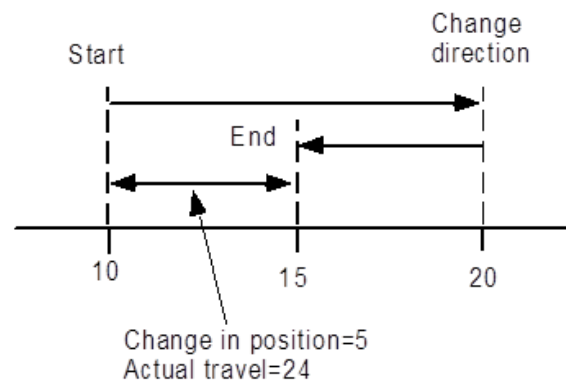 Change
direction
Start
End
10
15
20
Change in position=5
Actual travel=24